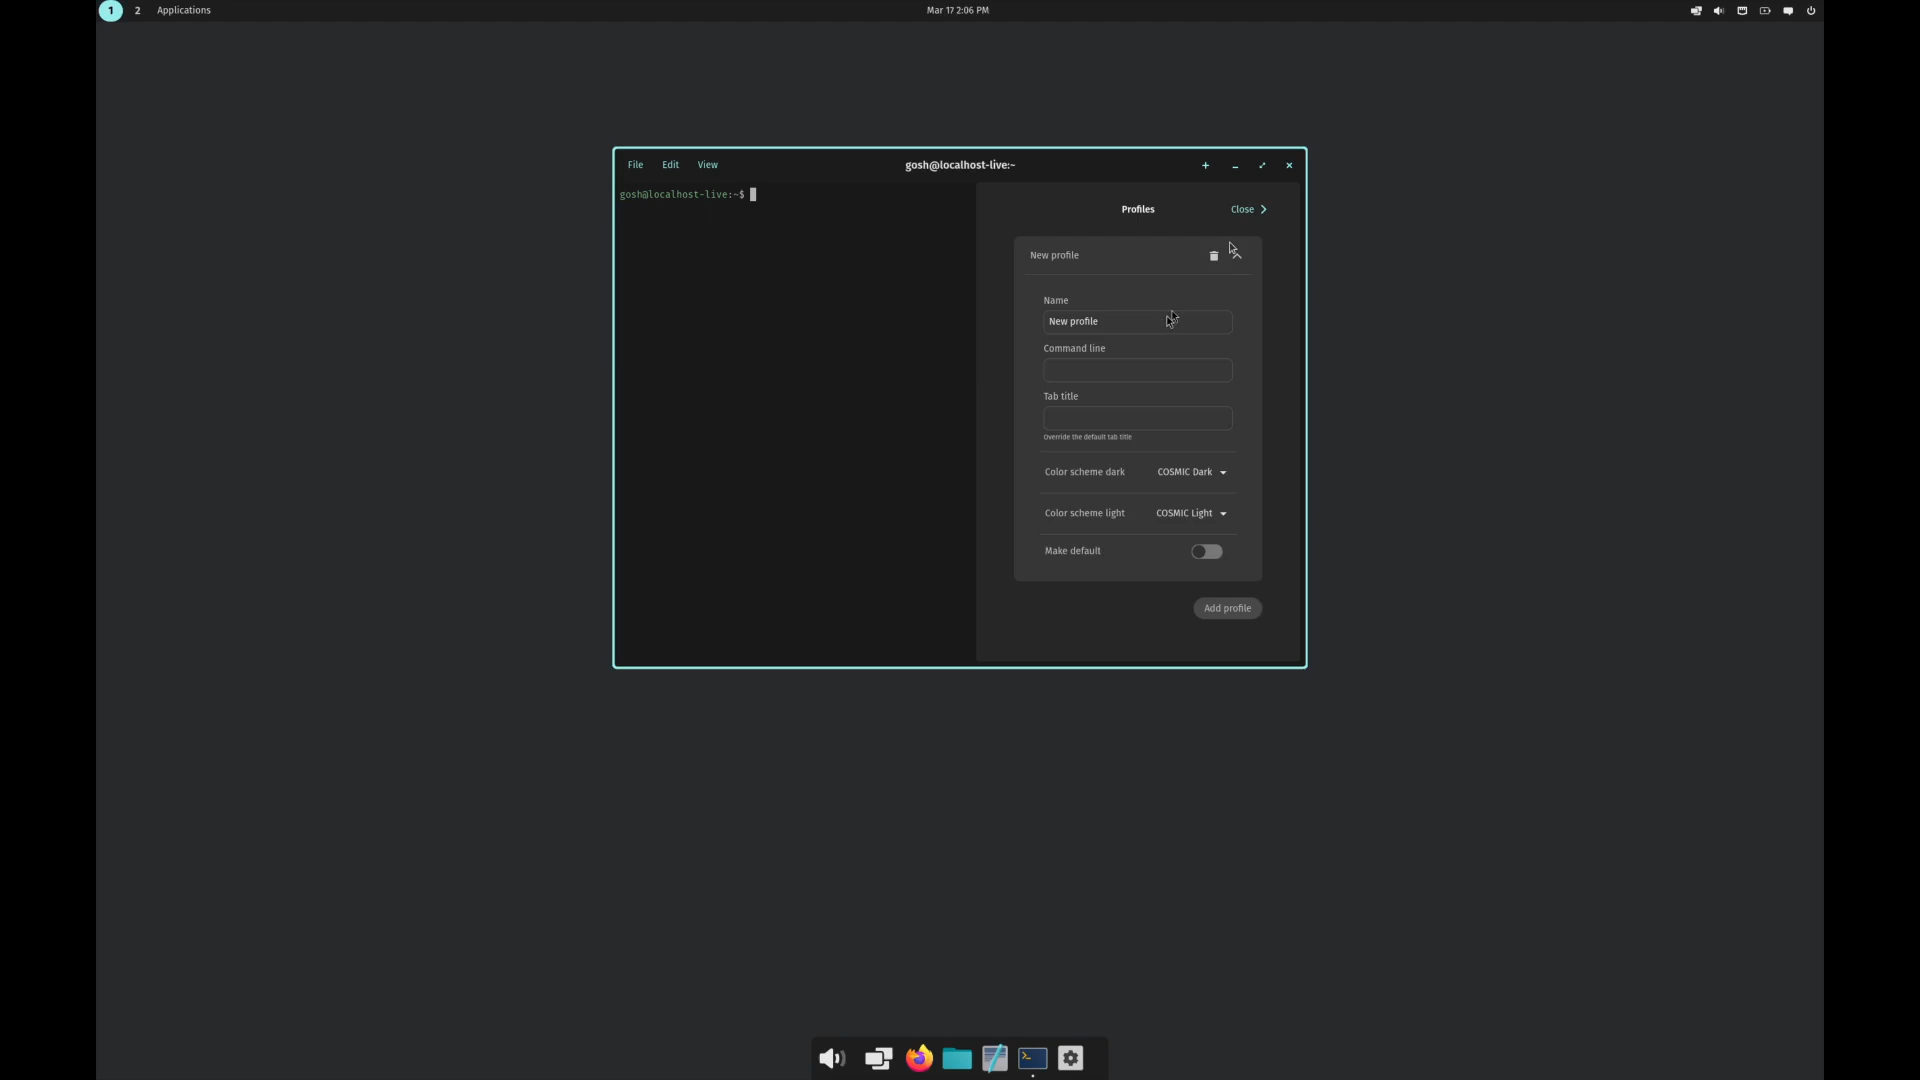 1 2 Applications Mar 17 2:06 PM
File Edit View gosh@localhost-live:~
gosh@localhost-live:~$
Profiles Close
New profile
Name
New profile
Command line
Tab title
Override the default tab title
Color scheme dark COSMIC Dark
Color scheme light COSMIC Light
Make default
Add profile